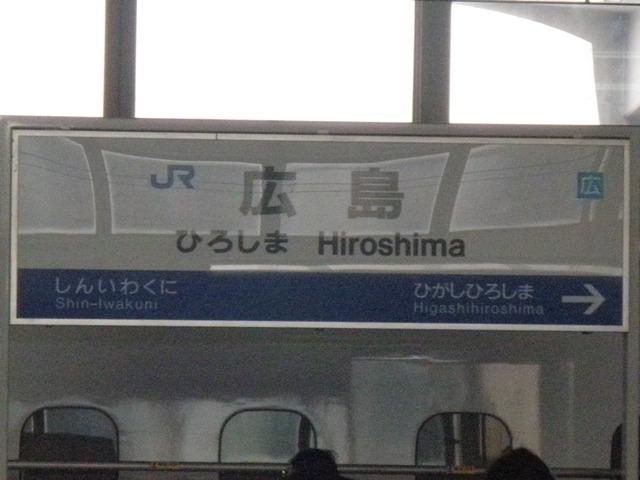 JR 広島 広
ひろしま Hiroshima
しんいわくに ひがしひろしま →
Shin-Iwakuni Higashihiroshima